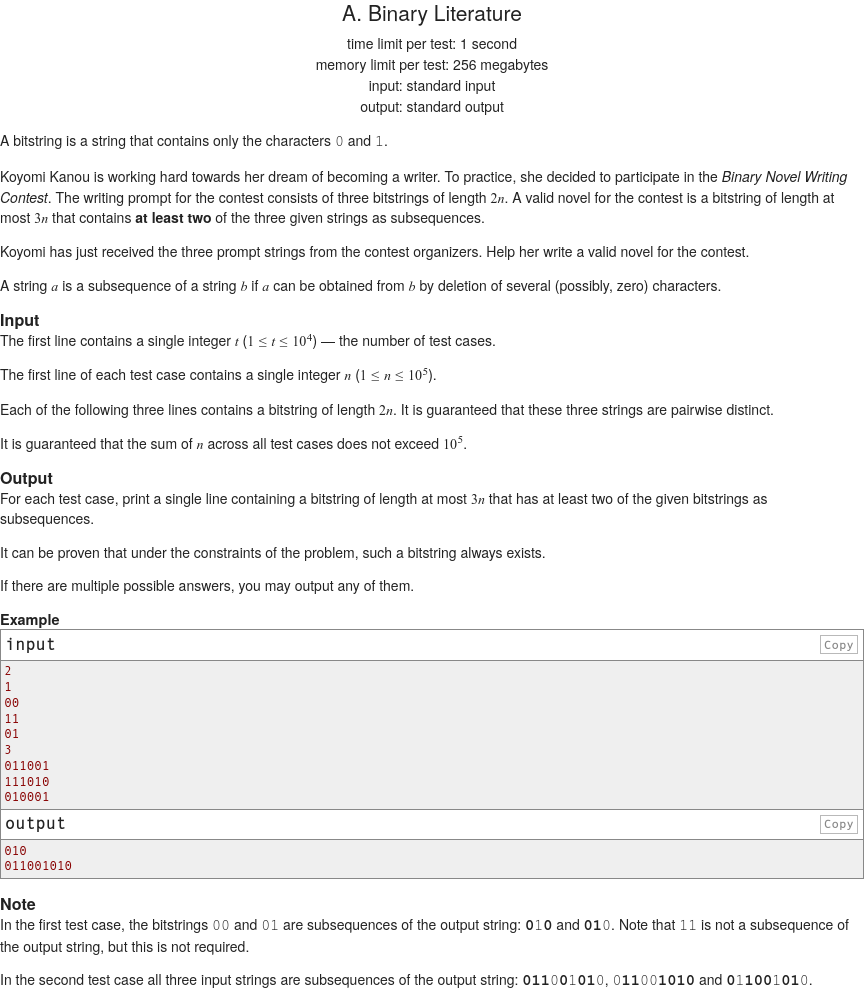 A. Binary Literature
time limit per test: 1 second
memory limit per test: 256 megabytes
input: standard input
output: standard output
A bitstring is a string that contains only the characters 0 and 1.
Koyomi Kanou is working hard towards her dream of becoming a writer. To practice, she decided to participate in the Binary Novel Writing
Contest. The writing prompt for the contest consists of three bitstrings of length 2n. A valid novel for the contest is a bitstring of length at
most 3n that contains at least two of the three given strings as subsequences.
Koyomi has just received the three prompt strings from the contest organizers. Help her write a valid novel for the contest.
A string a is a subsequence of a string b if a can be obtained from b by deletion of several (possibly, zero) characters.
Input
The first line contains a single integer t (1 ≤ t ≤ 10^4) — the number of test cases.
The first line of each test case contains a single integer n (1 ≤ n ≤ 10^5).
Each of the following three lines contains a bitstring of length 2n. It is guaranteed that these three strings are pairwise distinct.
It is guaranteed that the sum of n across all test cases does not exceed 10^5.
Output
For each test case, print a single line containing a bitstring of length at most 3n that has at least two of the given bitstrings as
subsequences.
It can be proven that under the constraints of the problem, such a bitstring always exists.
If there are multiple possible answers, you may output any of them.
Example
input Copy
2
1
00
11
01
3
011001
111010
010001
output Copy
010
011001010
Note
In the first test case, the bitstrings 00 and 01 are subsequences of the output string: 010 and 010. Note that 11 is not a subsequence of
the output string, but this is not required.
In the second test case all three input strings are subsequences of the output string: 011001010, 011001010 and 011001010.